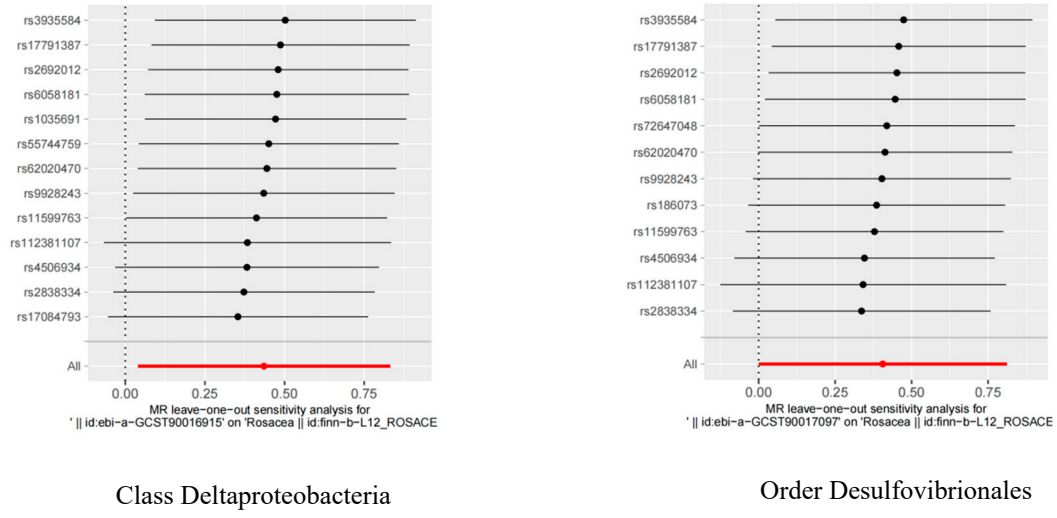 rs3935584
rs17791387
rs2692012
rs6058181
rs1035691
rs55744759
rs62020470
rs9928243
rs11599763
rs112381107
rs4506934
rs2838334
rs17084793
All
0.00 0.25 0.50 0.75
MR leave-one-out sensitivity analysis for
' || id:ebi-a-GCST90016915' on 'Rosacea || id:finn-b-L12_ROSACE
Class Deltaproteobacteria
rs3935584
rs17791387
rs2692012
rs6058181
rs72647048
rs62020470
rs9928243
rs186073
rs11599763
rs4506934
rs112381107
rs2838334
All
0.00 0.25 0.50 0.75
MR leave-one-out sensitivity analysis for
' || id:ebi-a-GCST90017097' on 'Rosacea || id:finn-b-L12_ROSACE
Order Desulfovibrionales